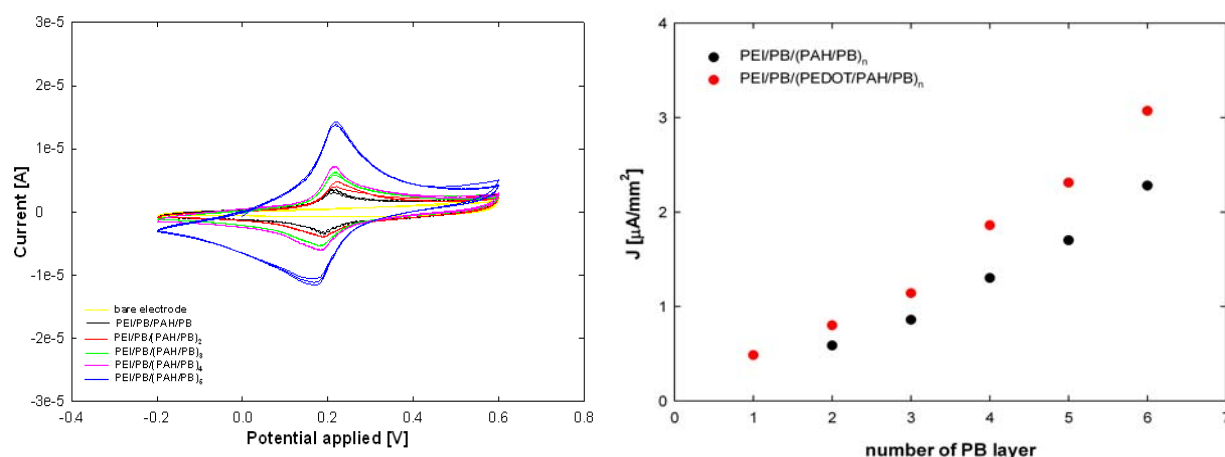 3e-5
2e-5
1e-5
0
-1e-5
-2e-5
-3e-5
Current [A]
bare electrode
PEI/PB/PAH/PB
PEI/PB/(PAH/PB)₂
PEI/PB/(PAH/PB)₃
PEI/PB/(PAH/PB)₄
PEI/PB/(PAH/PB)₅
-0.4 -0.2 0.0 0.2 0.4 0.6 0.8
Potential applied [V]
4
3
2
1
0
J [µA/mm²]
PEI/PB/(PAH/PB)ₙ
PEI/PB/(PEDOT/PAH/PB)ₙ
0 1 2 3 4 5 6 7
number of PB layer